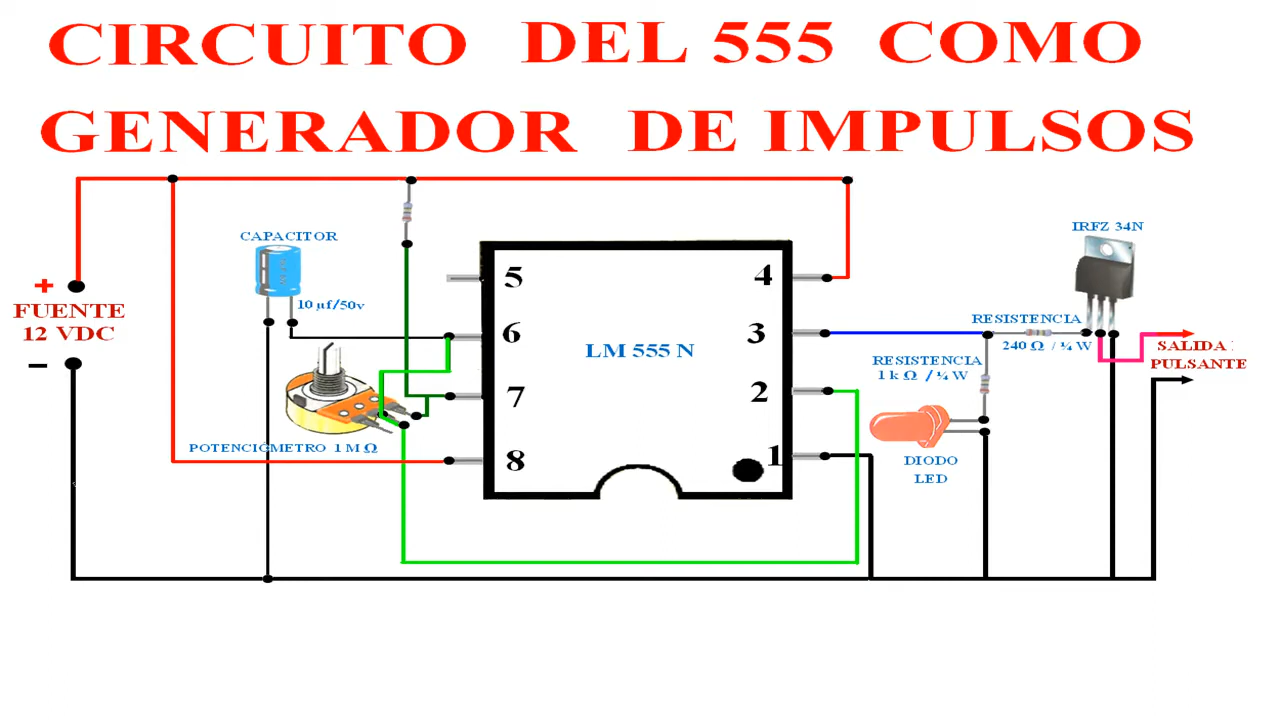 CIRCUITO DEL 555 COMO
GENERADOR DE IMPULSOS
CAPACITOR
10 µf/50v
+
FUENTE
12 VDC
−
POTENCIÓMETRO 1 M Ω
5
6
7
8
LM 555 N
4
3
2
1
IRFZ 34N
RESISTENCIA
240 Ω / ¼ W
RESISTENCIA
1 k Ω / ¼ W
DIODO
LED
SALIDA
PULSANTE